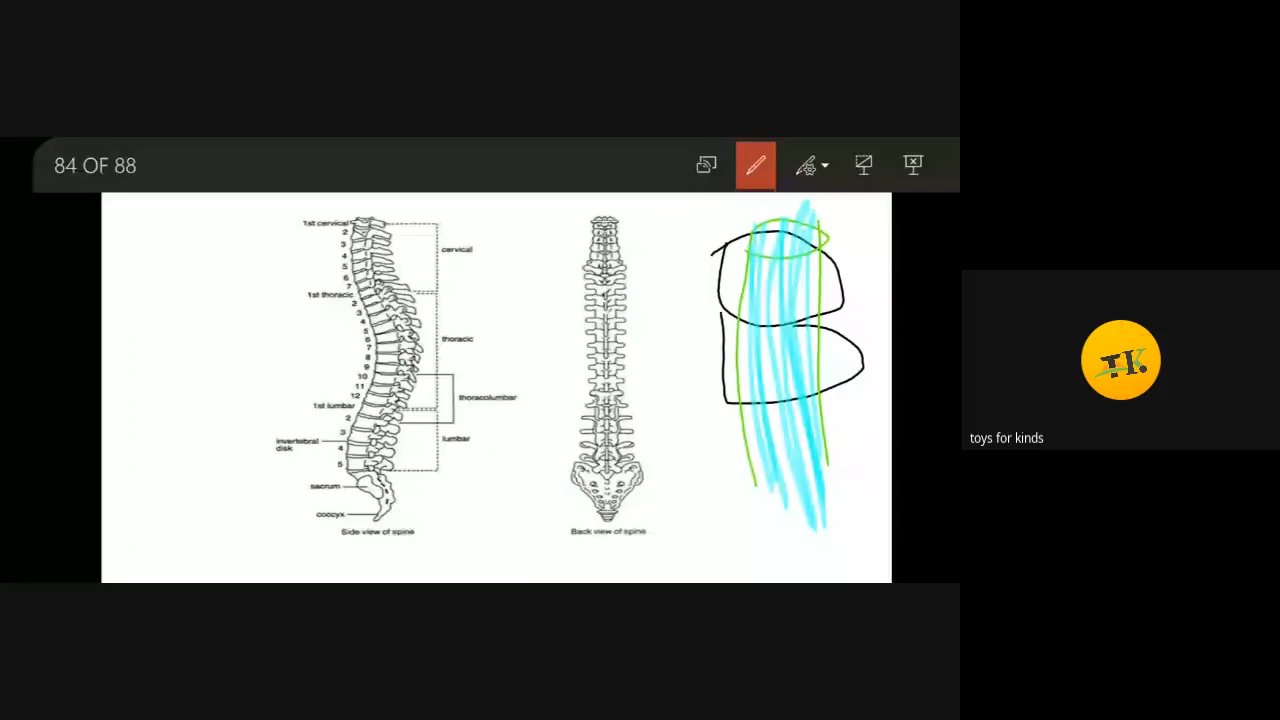 84 OF 88
1st cervical
2
3
4
5
6
7
1st thoracic
2
3
4
5
6
7
8
9
10
11
12
1st lumbar
2
3
invertebral
disk
4
5
sacrum
coccyx
cervical
thoracic
thoracolumbar
lumbar
Side view of spine
Back view of spine
TK.
toys for kinds